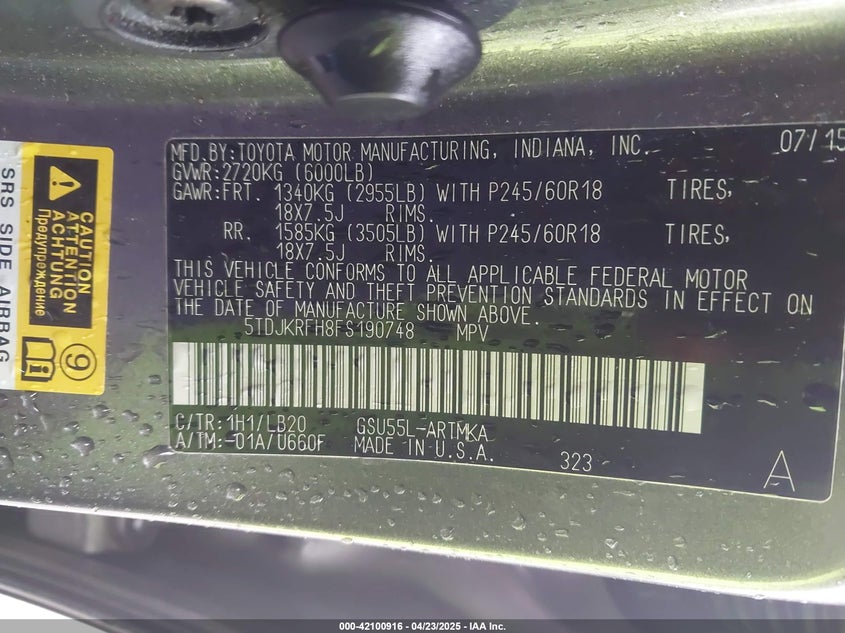 SRS SIDE AIRBAG
CAUTION
ATTENTION
ACHTUNG
Предупреждение
9
MFD.BY:TOYOTA MOTOR MANUFACTURING, INDIANA, INC. 07/15
GVWR:2720KG (6000LB)
GAWR:FRT. 1340KG (2955LB) WITH P245/60R18 TIRES,
18X7.5J RIMS.
RR. 1585KG (3505LB) WITH P245/60R18 TIRES,
18X7.5J RIMS.
THIS VEHICLE CONFORMS TO ALL APPLICABLE FEDERAL MOTOR
VEHICLE SAFETY AND THEFT PREVENTION STANDARDS IN EFFECT ON
THE DATE OF MANUFACTURE SHOWN ABOVE.
5TDJKRFH8FS190748 MPV
C/TR:1H1/LB20 GSU55L-ARTMKA
A/TM:-01A/U660F MADE IN U.S.A. 323 A
000-42100916 - 04/23/2025 - IAA Inc.